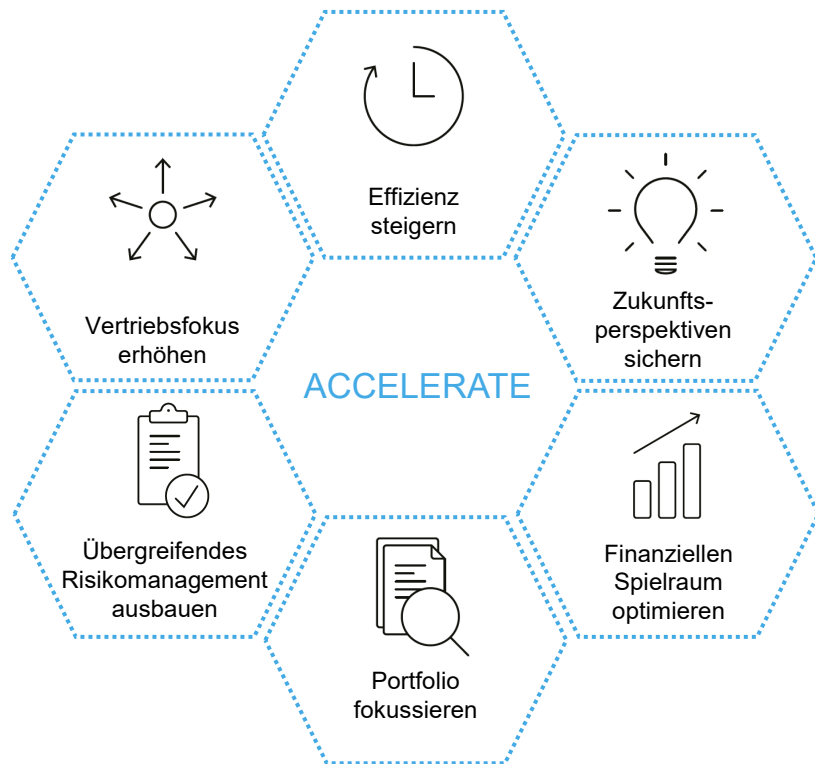 Effizienz
steigern
Zukunfts-
perspektiven
sichern
Finanziellen
Spielraum
optimieren
Portfolio
fokussieren
Übergreifendes
Risikomanagement
ausbauen
Vertriebsfokus
erhöhen
ACCELERATE